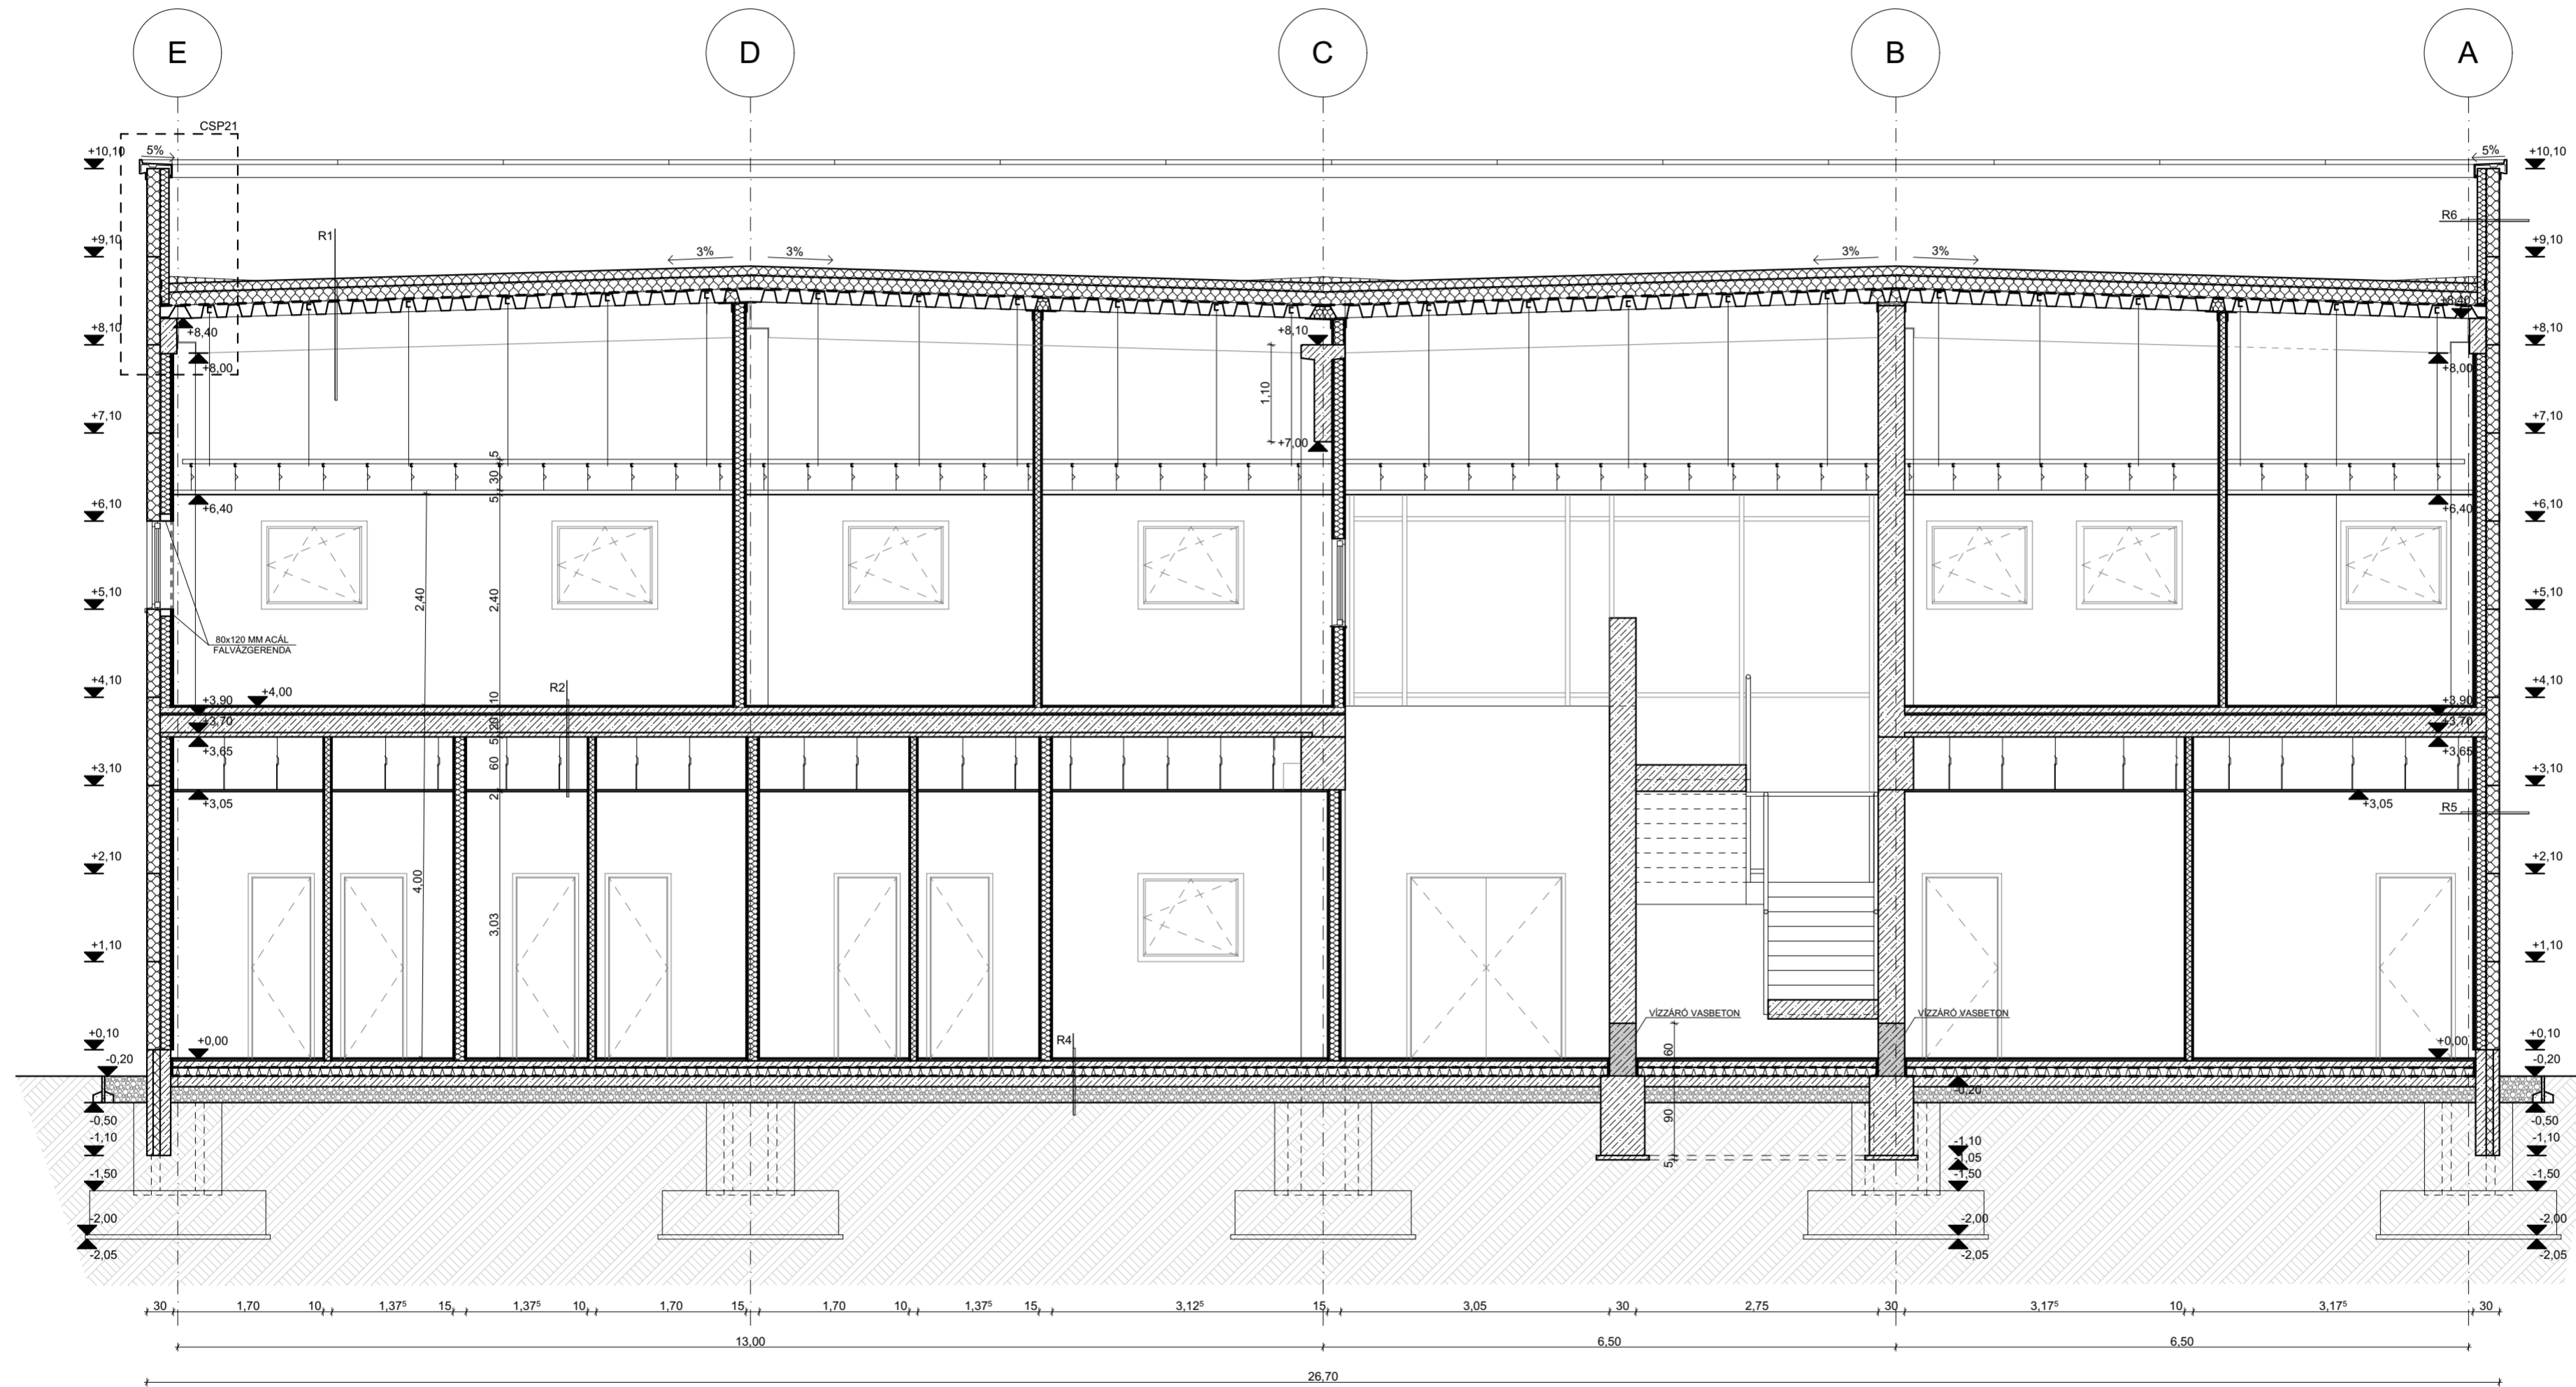 E D C B A
CSP21
5% 5%
+10,10 +10,10
R6
R1
+9,10 +9,10
3% 3% 3% 3%
+8,40 +8,40
+8,10 +8,10 +8,10
+8,00 +8,00
1,10
+7,10 +7,10
+7,00
5
30
5
+6,10 +6,40 +6,40 +6,10
2,40 2,40
+5,10 +5,10
80x120 MM ACÁL
FALVÁZGERENDA
+4,10 +4,10
R2
+4,00
10
+3,90 +3,90
20
+3,70 +3,70
5
+3,65 +3,65
60
+3,10 +3,10
2
+3,05 +3,05
R5
+2,10 +2,10
4,00
3,03
+1,10 +1,10
VÍZZÁRÓ VASBETON VÍZZÁRÓ VASBETON
+0,10 +0,00 R4 60 +0,00 +0,10
-0,20 -0,20
-0,20
-0,50 90 -0,50
-1,10 -1,10 -1,10
5 -1,05
-1,50 -1,50 -1,50
-2,00 -2,00 -2,00
-2,05 -2,05 -2,05
30 1,70 10 1,37⁵ 15 1,37⁵ 10 1,70 15 1,70 10 1,37⁵ 15 3,12⁵ 15 3,05 30 2,75 30 3,17⁵ 10 3,17⁵ 30
13,00 6,50 6,50
26,70